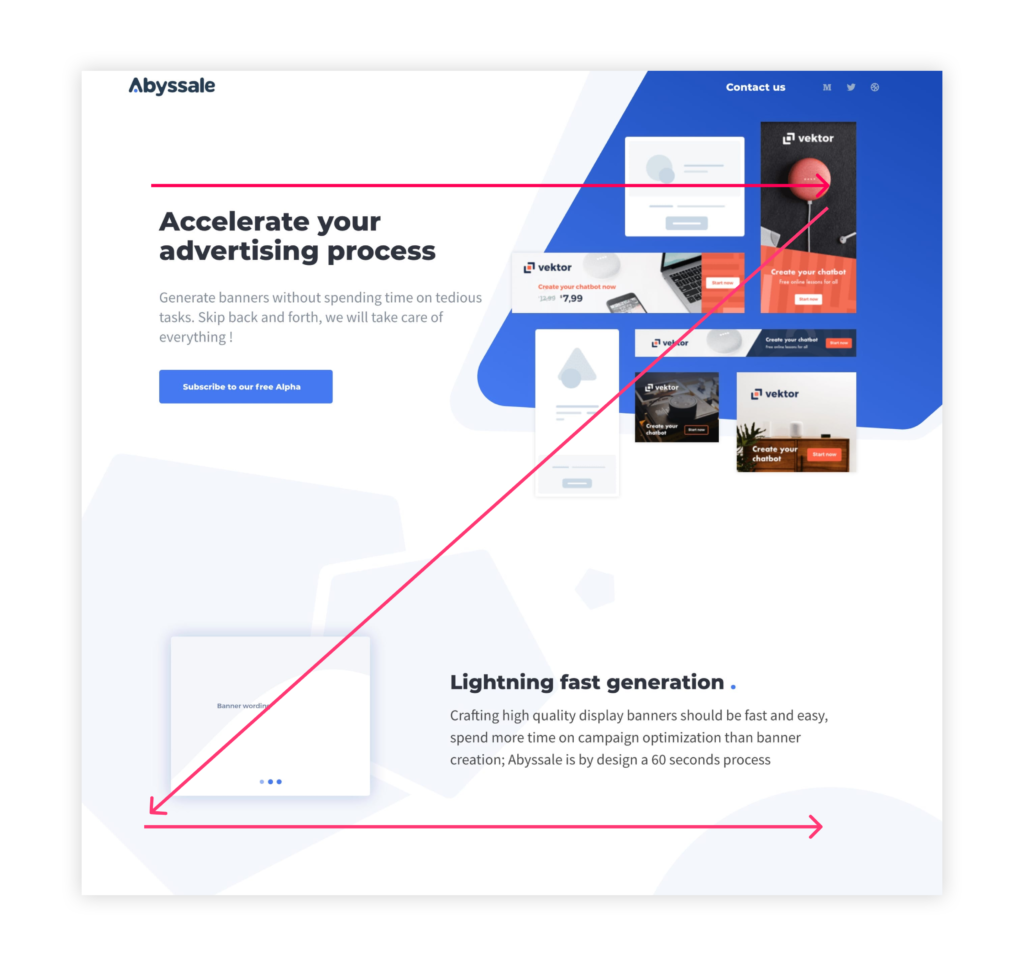 Abyssale
Contact us
vektor
Accelerate your
advertising process
Generate banners without spending time on tedious
tasks. Skip back and forth, we will take care of
everything !
Subscribe to our free Alpha
vektor
Create your chatbot now
7,99
Start now
Create your chatbot
Free online lessons for all
Start now
vektor
Create your chatbot
Free online lessons for all
Start now
vektor
Create your
chatbot
Start now
vektor
Create your
chatbot
Start now
Banner wording
Lightning fast generation .
Crafting high quality display banners should be fast and easy,
spend more time on campaign optimization than banner
creation; Abyssale is by design a 60 seconds process